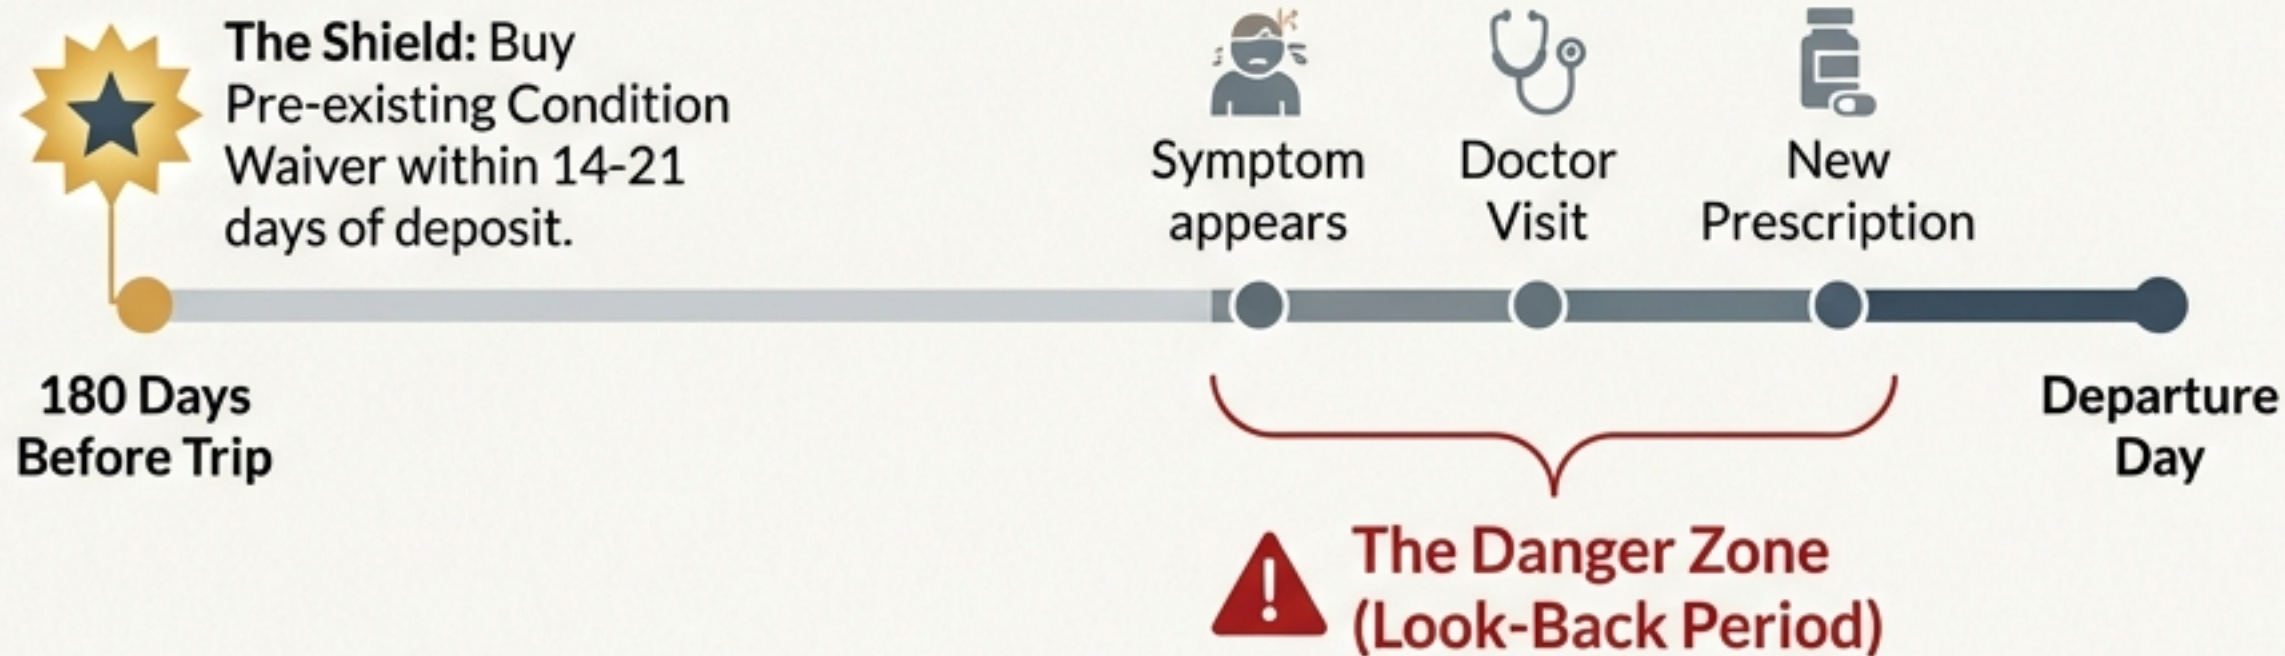 The Shield: Buy
Pre-existing Condition
Waiver within 14-21
days of deposit.
Symptom
appears
Doctor
Visit
New
Prescription
180 Days
Before Trip
Departure
Day
The Danger Zone
(Look-Back Period)